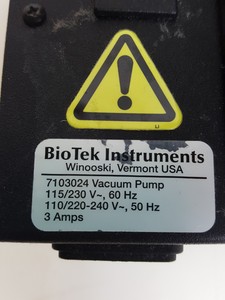 BioTek Instruments
Winooski, Vermont USA
7103024 Vacuum Pump
115/230 V~, 60 Hz
110/220-240 V~, 50 Hz
3 Amps